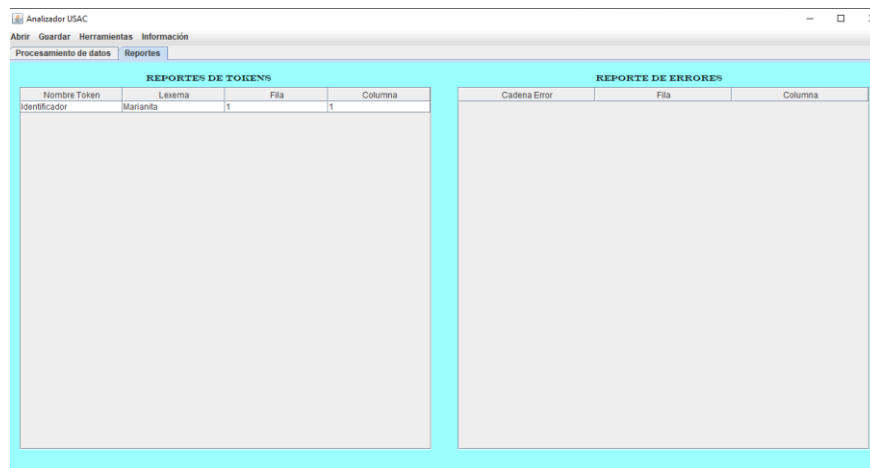 Analizador USAC
Abrir Guardar Herramientas Información
Procesamiento de datos Reportes
REPORTES DE TOKENS
Nombre Token Lexema Fila Columna
Identificador Marianita 1 1
REPORTE DE ERRORES
Cadena Error Fila Columna